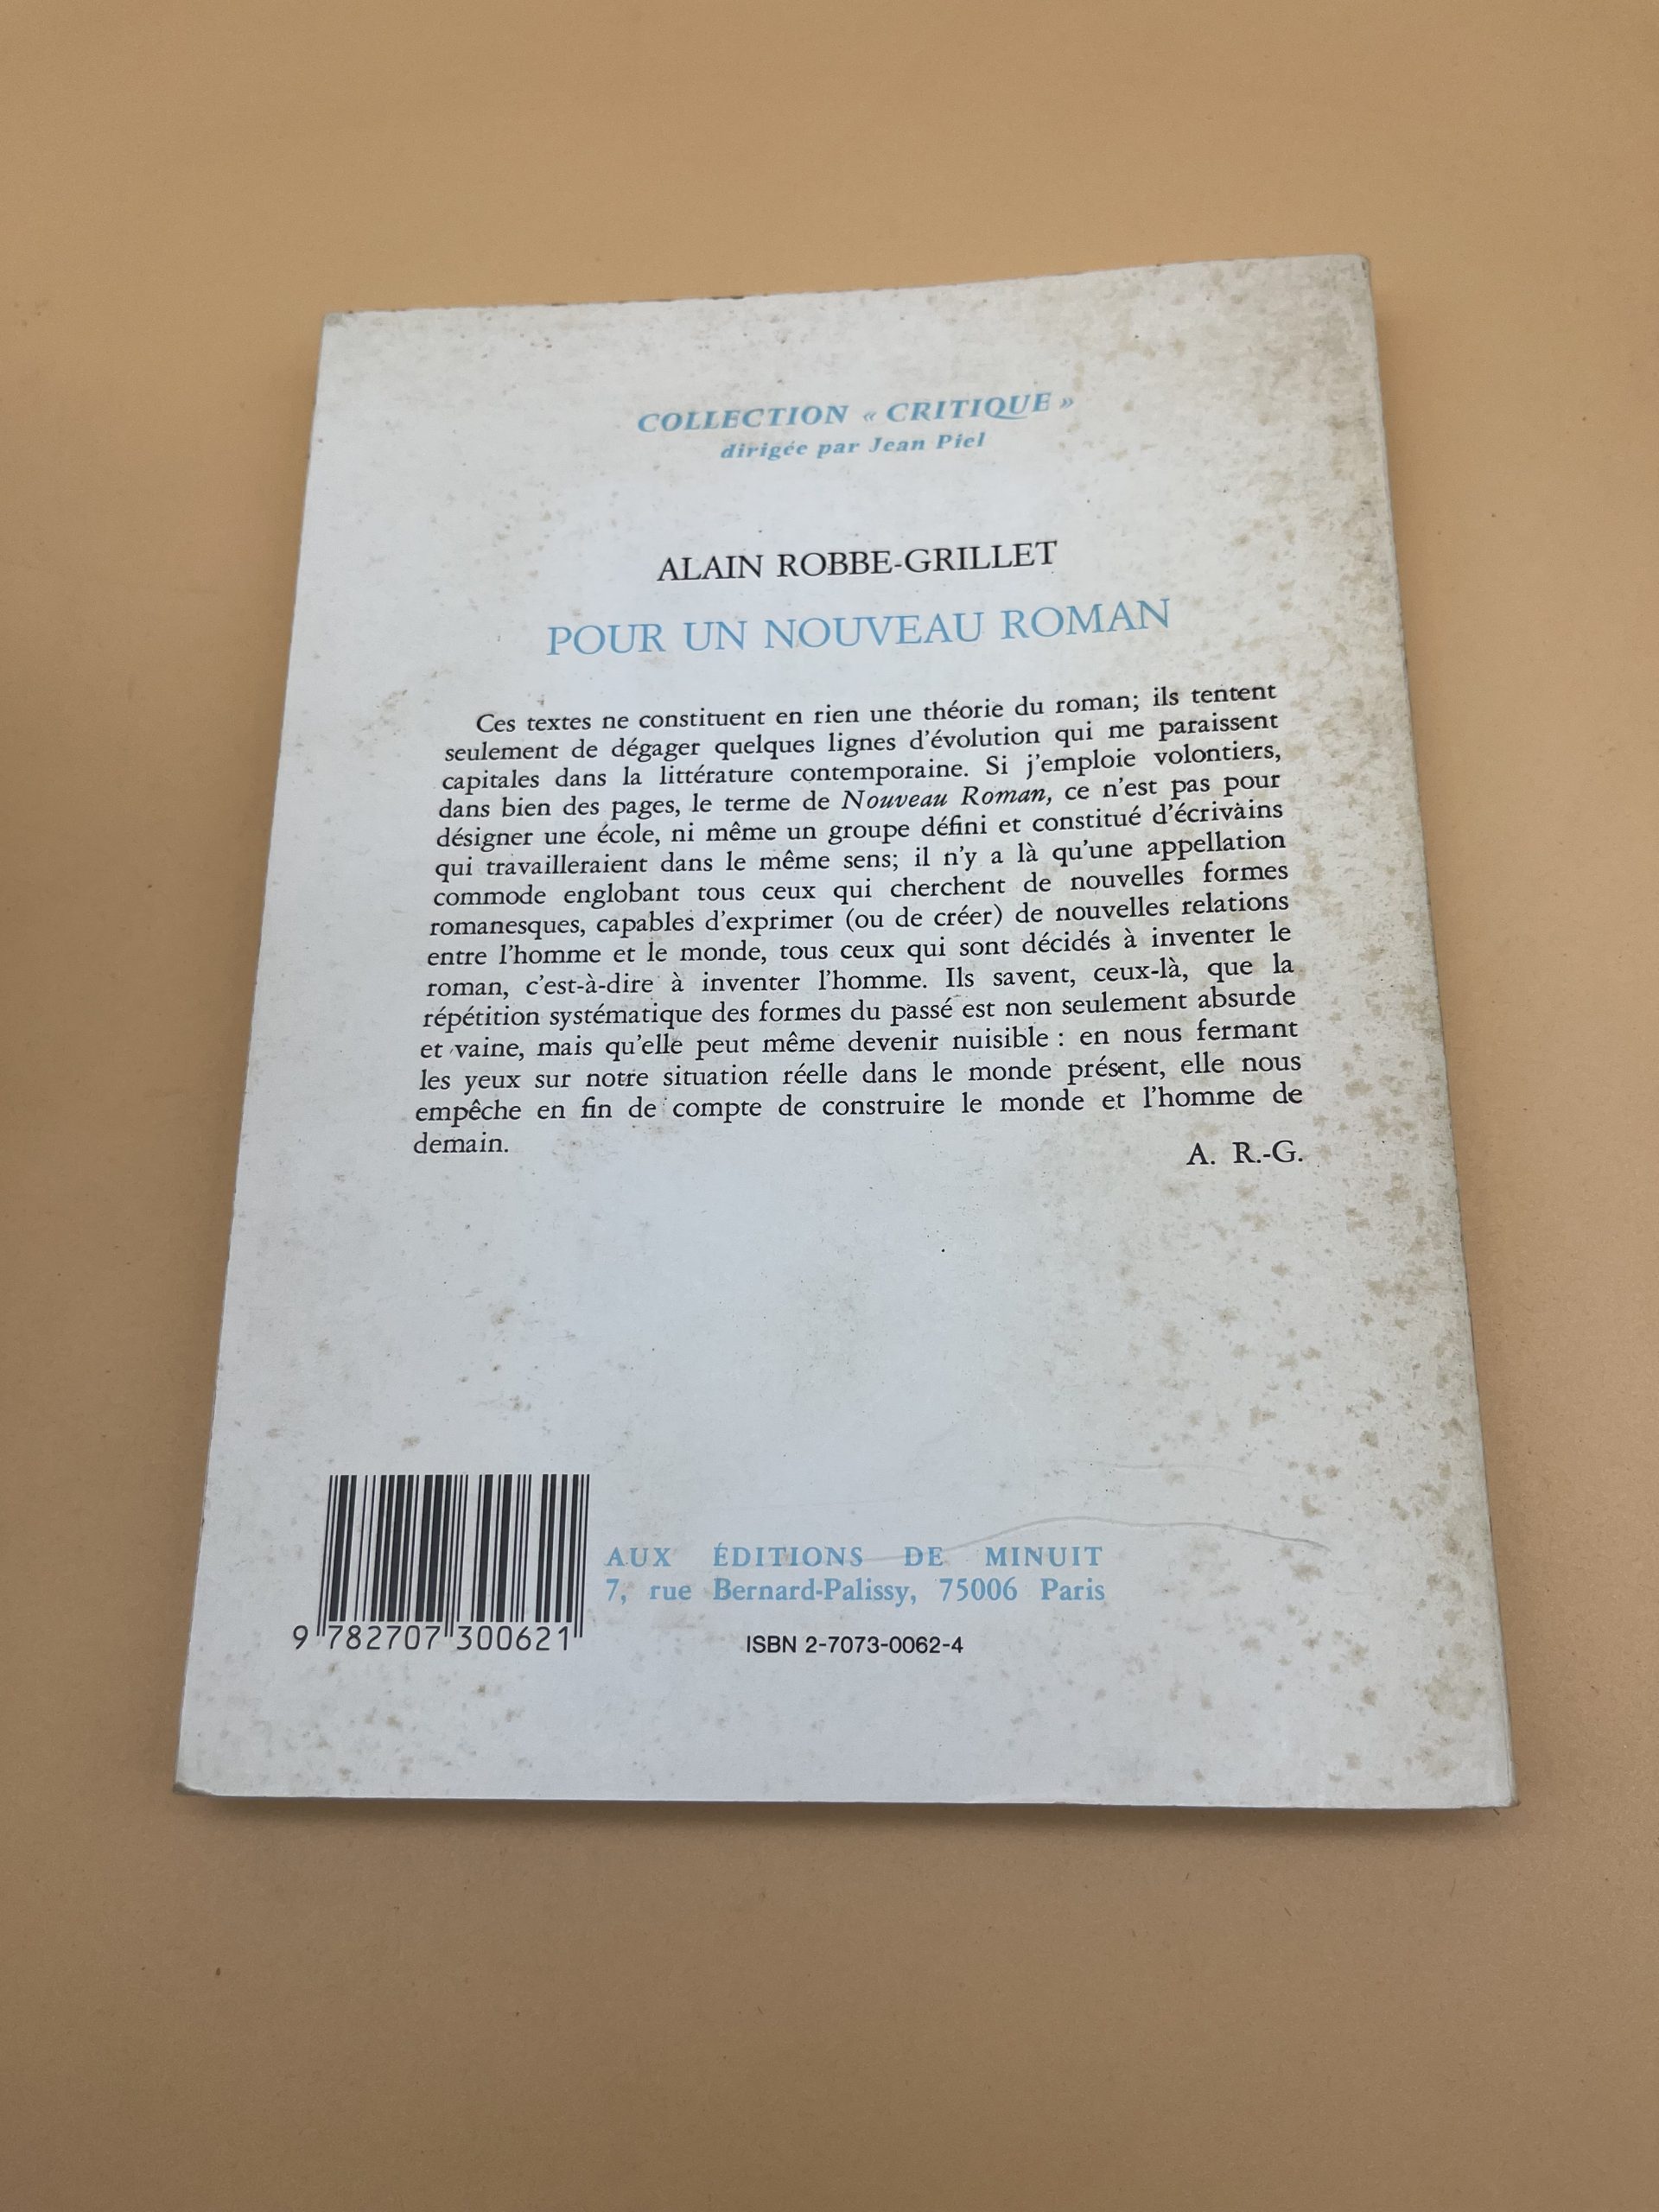 COLLECTION « CRITIQUE »
dirigée par Jean Piel
ALAIN ROBBE-GRILLET
POUR UN NOUVEAU ROMAN
Ces textes ne constituent en rien une théorie du roman; ils tentent
seulement de dégager quelques lignes d'évolution qui me paraissent
capitales dans la littérature contemporaine. Si j'emploie volontiers,
dans bien des pages, le terme de Nouveau Roman, ce n'est pas pour
désigner une école, ni même un groupe défini et constitué d'écrivains
qui travailleraient dans le même sens; il n'y a là qu'une appellation
commode englobant tous ceux qui cherchent de nouvelles formes
romanesques, capables d'exprimer (ou de créer) de nouvelles relations
entre l'homme et le monde, tous ceux qui sont décidés à inventer le
roman, c'est-à-dire à inventer l'homme. Ils savent, ceux-là, que la
répétition systématique des formes du passé est non seulement absurde
et vaine, mais qu'elle peut même devenir nuisible : en nous fermant
les yeux sur notre situation réelle dans le monde présent, elle nous
empêche en fin de compte de construire le monde et l'homme de
demain.
A. R.-G.
AUX ÉDITIONS DE MINUIT
7, rue Bernard-Palissy, 75006 Paris
9 782707 300621
ISBN 2-7073-0062-4